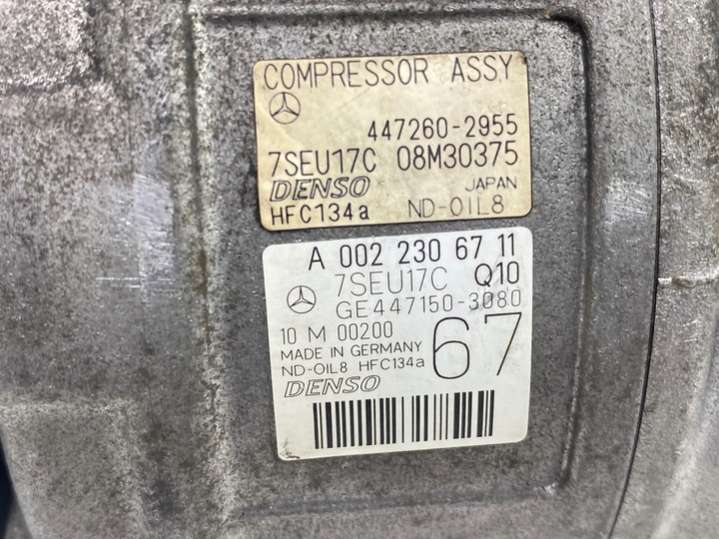 COMPRESSOR ASSY
447260-2955
7SEU17C 08M30375
DENSO JAPAN
HFC134a ND-OIL8
A 002 230 67 11
7SEU17C Q10
GE447150-3080
10 M 00200
MADE IN GERMANY
ND-OIL8 HFC134a
67
DENSO